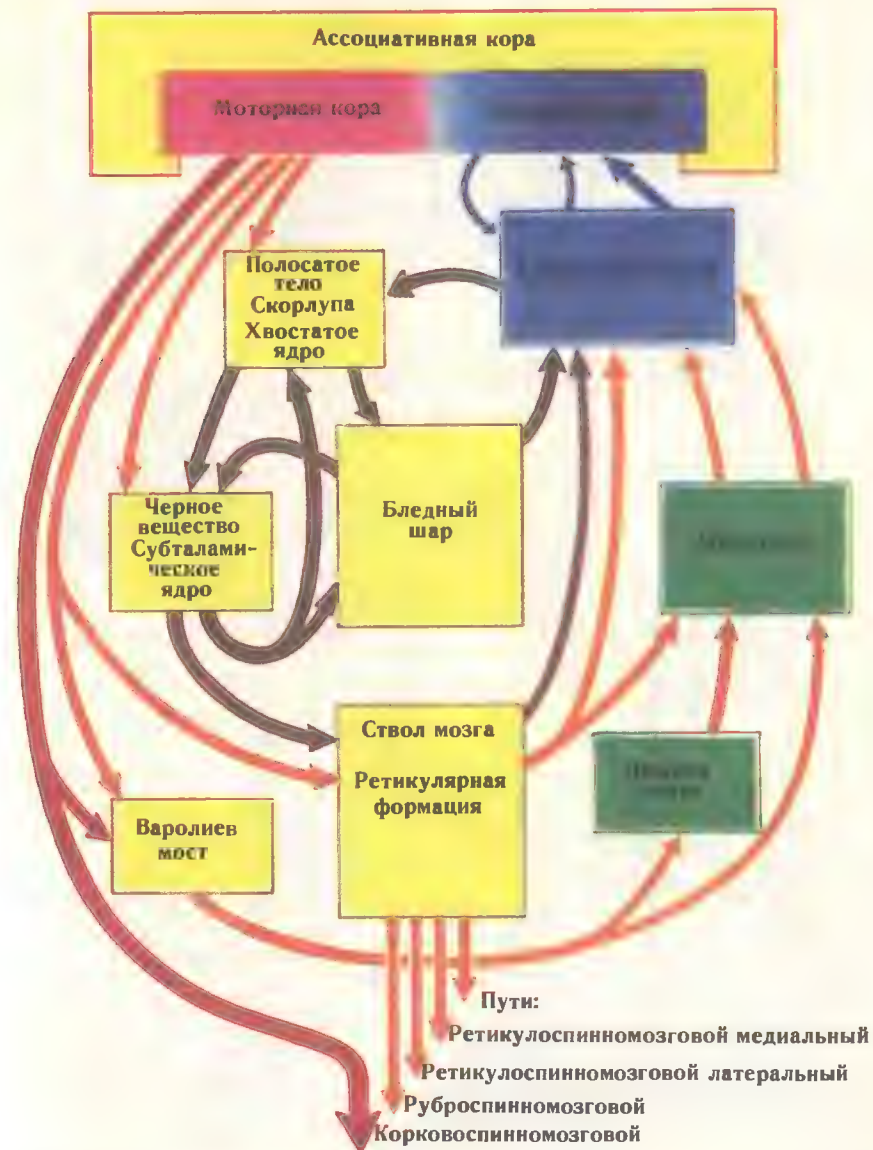 Ассоциативная кора
Моторная кора
Полосатое
тело
Скорлупа
Хвостатое
ядро
Бледный
шар
Черное
вещество
Субталами-
ческое
ядро
Ствол мозга
Ретикулярная
формация
Варолиев
мост
Пути:
Ретикулоспинномозговой медиальный
Ретикулоспинномозговой латеральный
Руброспинномозговой
Корковоспинномозговой